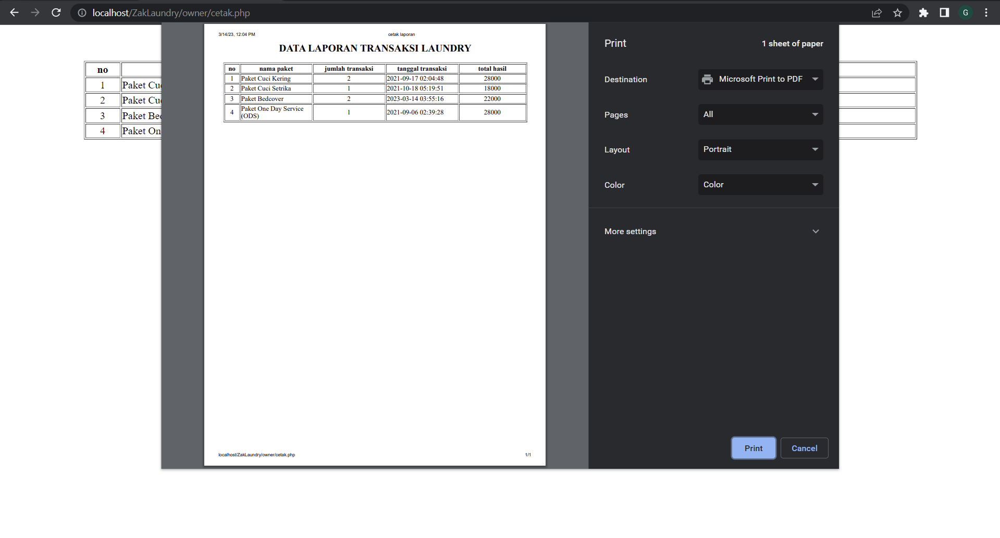 localhost/ZakLaundry/owner/cetak.php
G
no
1 Paket Cu
2 Paket Cu
3 Paket Be
4 Paket On
3/14/23, 12:04 PM cetak laporan
DATA LAPORAN TRANSAKSI LAUNDRY
no nama paket jumlah transaksi tanggal transaksi total hasil
1 Paket Cuci Kering 2 2021-09-17 02:04:48 28000
2 Paket Cuci Setrika 1 2021-10-18 05:19:51 18000
3 Paket Bedcover 2 2023-03-14 03:55:16 22000
4 Paket One Day Service (ODS) 1 2021-09-06 02:39:28 28000
localhost/ZakLaundry/owner/cetak.php 1/1
Print 1 sheet of paper
Destination Microsoft Print to PDF
Pages All
Layout Portrait
Color Color
More settings
Print Cancel